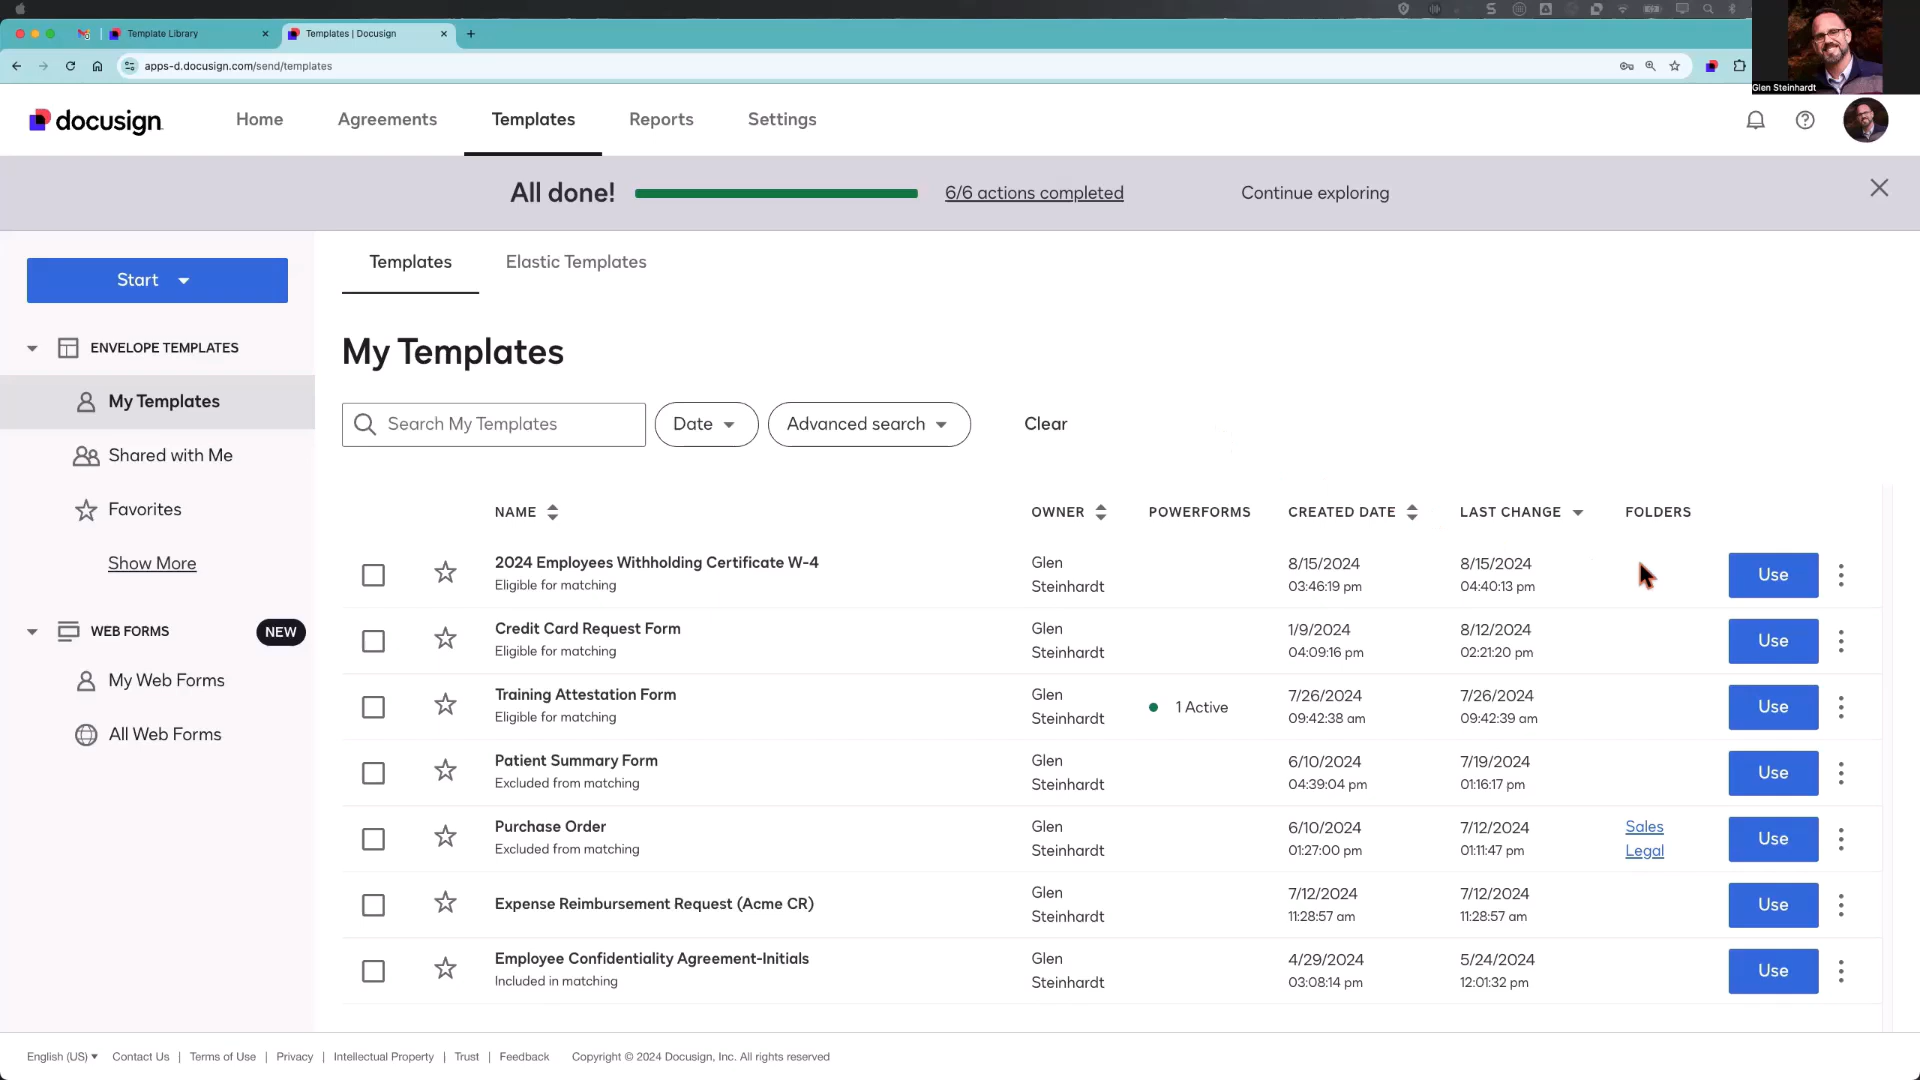 Template Library
Templates | Docusign
apps-d.docusign.com/send/templates
Glen Steinhardt
docusign
Home
Agreements
Templates
Reports
Settings
All done!
6/6 actions completed
Continue exploring
Start
Templates
Elastic Templates
ENVELOPE TEMPLATES
My Templates
Shared with Me
Favorites
Show More
WEB FORMS
NEW
My Web Forms
All Web Forms
My Templates
Search My Templates
Date
Advanced search
Clear
NAME
OWNER
POWERFORMS
CREATED DATE
LAST CHANGE
FOLDERS
2024 Employees Withholding Certificate W-4
Eligible for matching
Glen
Steinhardt
8/15/2024
03:46:19 pm
8/15/2024
04:40:13 pm
Use
Credit Card Request Form
Eligible for matching
Glen
Steinhardt
1/9/2024
04:09:16 pm
8/12/2024
02:21:20 pm
Use
Training Attestation Form
Eligible for matching
Glen
Steinhardt
1 Active
7/26/2024
09:42:38 am
7/26/2024
09:42:39 am
Use
Patient Summary Form
Excluded from matching
Glen
Steinhardt
6/10/2024
04:39:04 pm
7/19/2024
01:16:17 pm
Use
Purchase Order
Excluded from matching
Glen
Steinhardt
6/10/2024
01:27:00 pm
7/12/2024
01:11:47 pm
Sales
Legal
Use
Expense Reimbursement Request (Acme CR)
Glen
Steinhardt
7/12/2024
11:28:57 am
7/12/2024
11:28:57 am
Use
Employee Confidentiality Agreement-Initials
Included in matching
Glen
Steinhardt
4/29/2024
03:08:14 pm
5/24/2024
12:01:32 pm
Use
English (US) ▾ Contact Us | Terms of Use | Privacy | Intellectual Property | Trust | Feedback Copyright © 2024 Docusign, Inc. All rights reserved